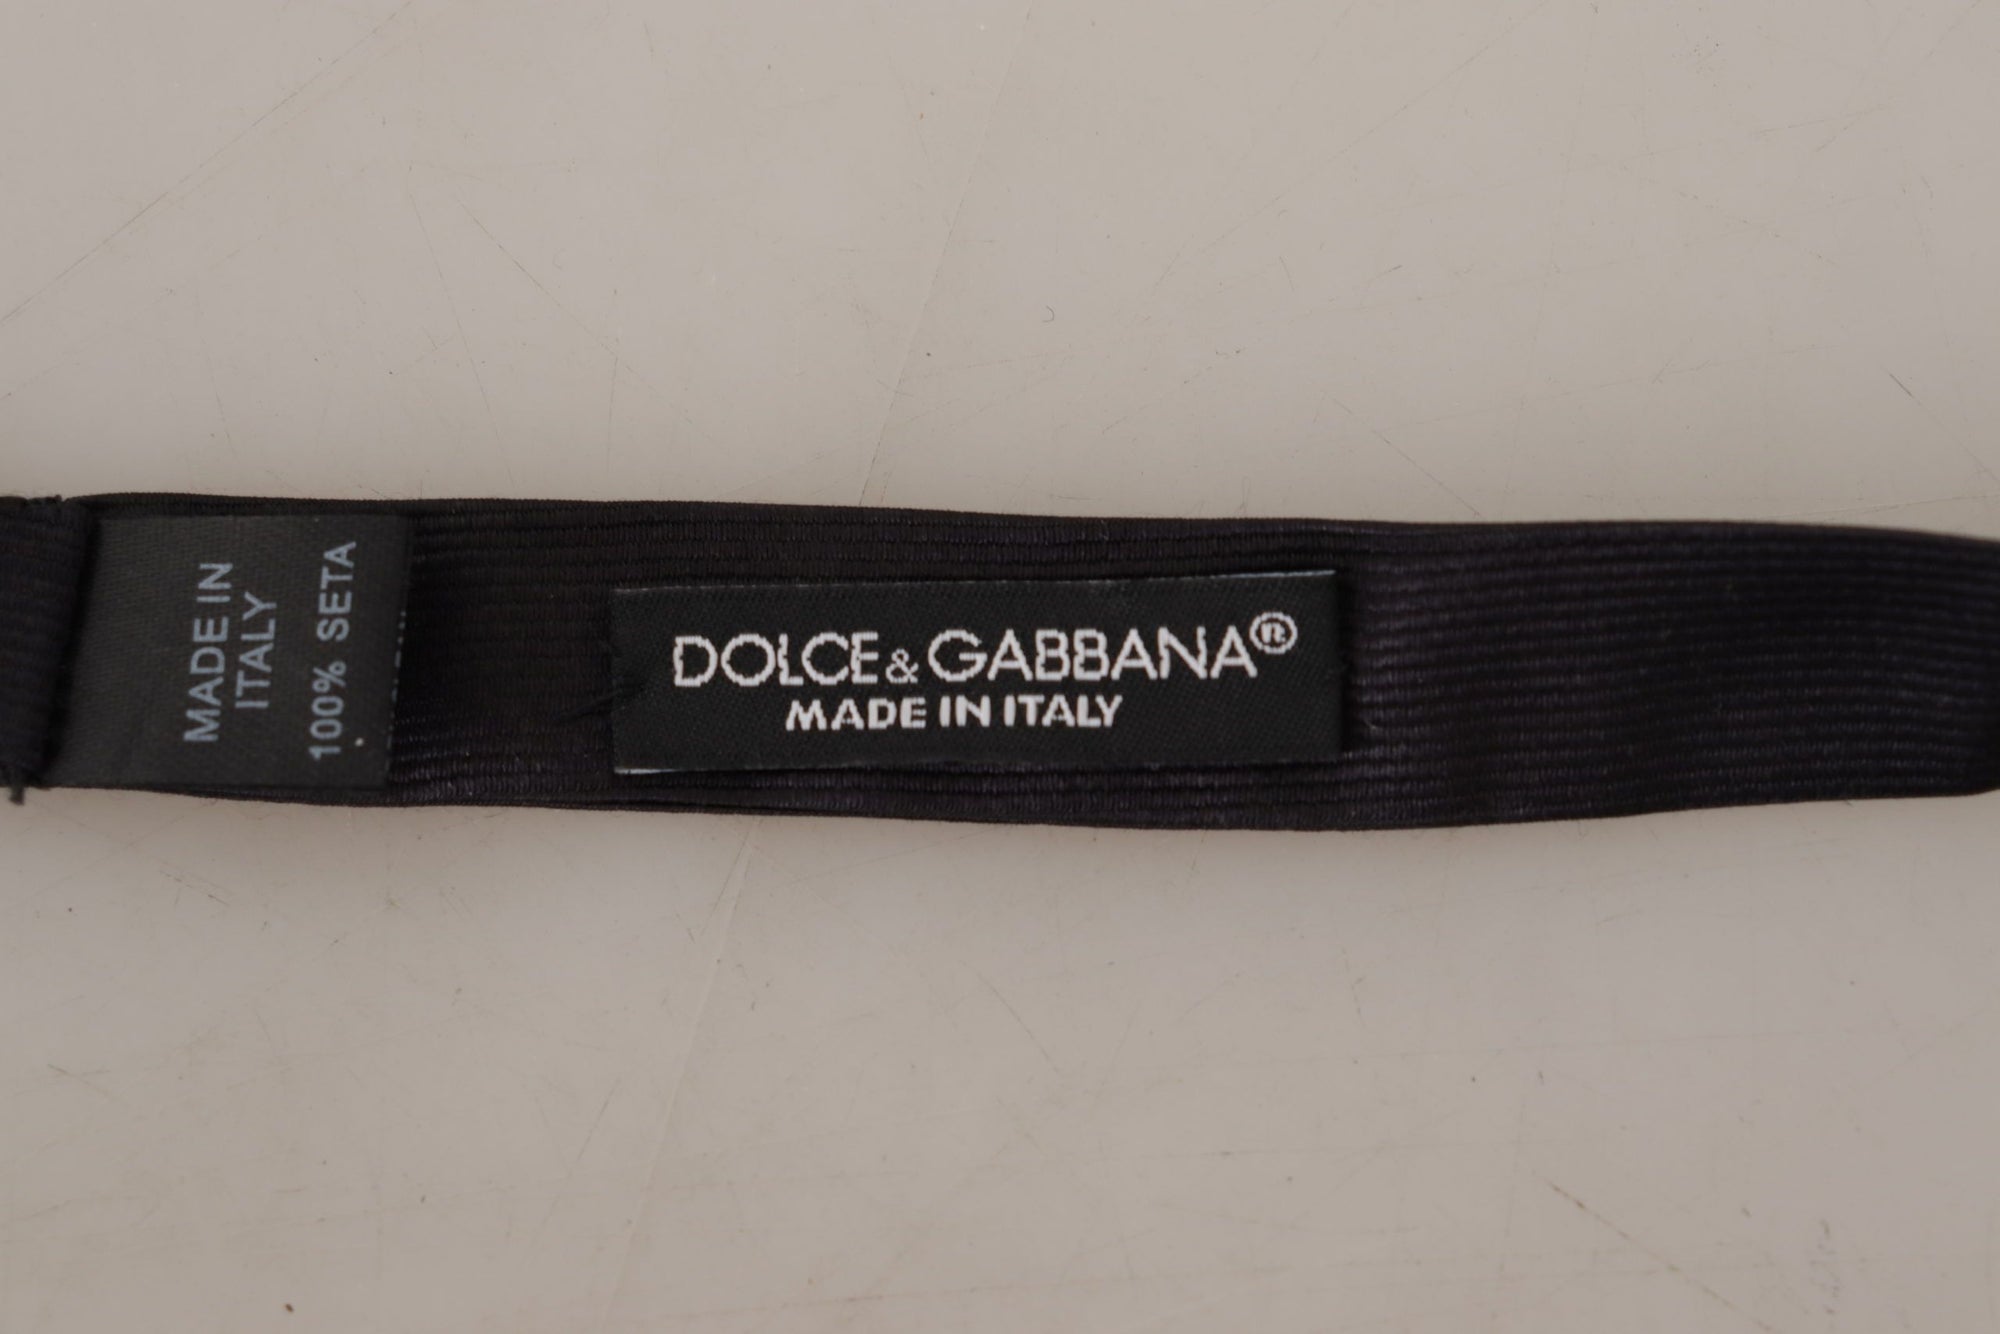 MADE IN
ITALY
100% SETA
DOLCE & GABBANA®
MADE IN ITALY